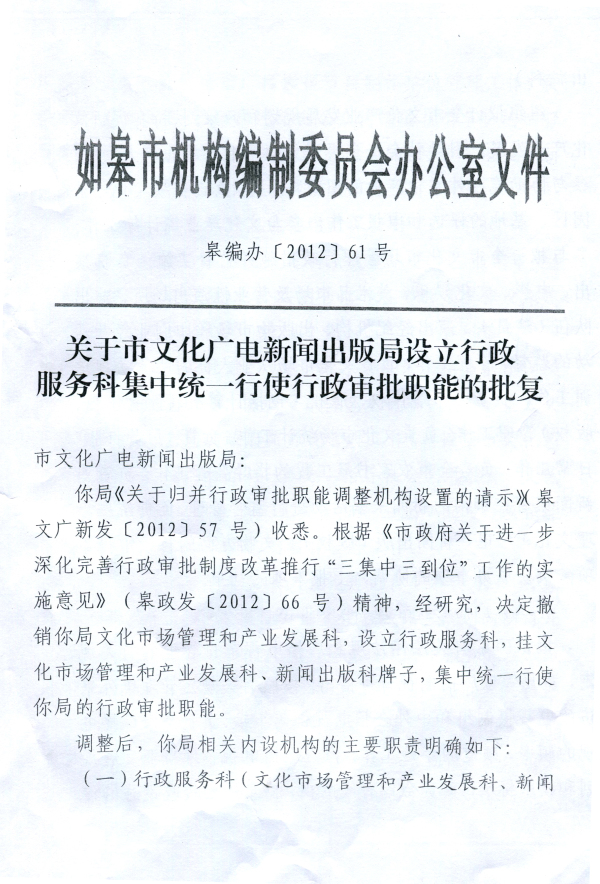 如皋市机构编制委员会办公室文件
皋编办〔2012〕61号
关于市文化广电新闻出版局设立行政
服务科集中统一行使行政审批职能的批复
市文化广电新闻出版局：
你局《关于归并行政审批职能调整机构设置的请示》（皋
文广新发〔2012〕57 号）收悉。根据《市政府关于进一步
深化完善行政审批制度改革推行“三集中三到位”工作的实
施意见》（皋政发〔2012〕66 号）精神，经研究，决定撤
销你局文化市场管理和产业发展科，设立行政服务科，挂文
化市场管理和产业发展科、新闻出版科牌子，集中统一行使
你局的行政审批职能。
调整后，你局相关内设机构的主要职责明确如下：
（一）行政服务科（文化市场管理和产业发展科、新闻